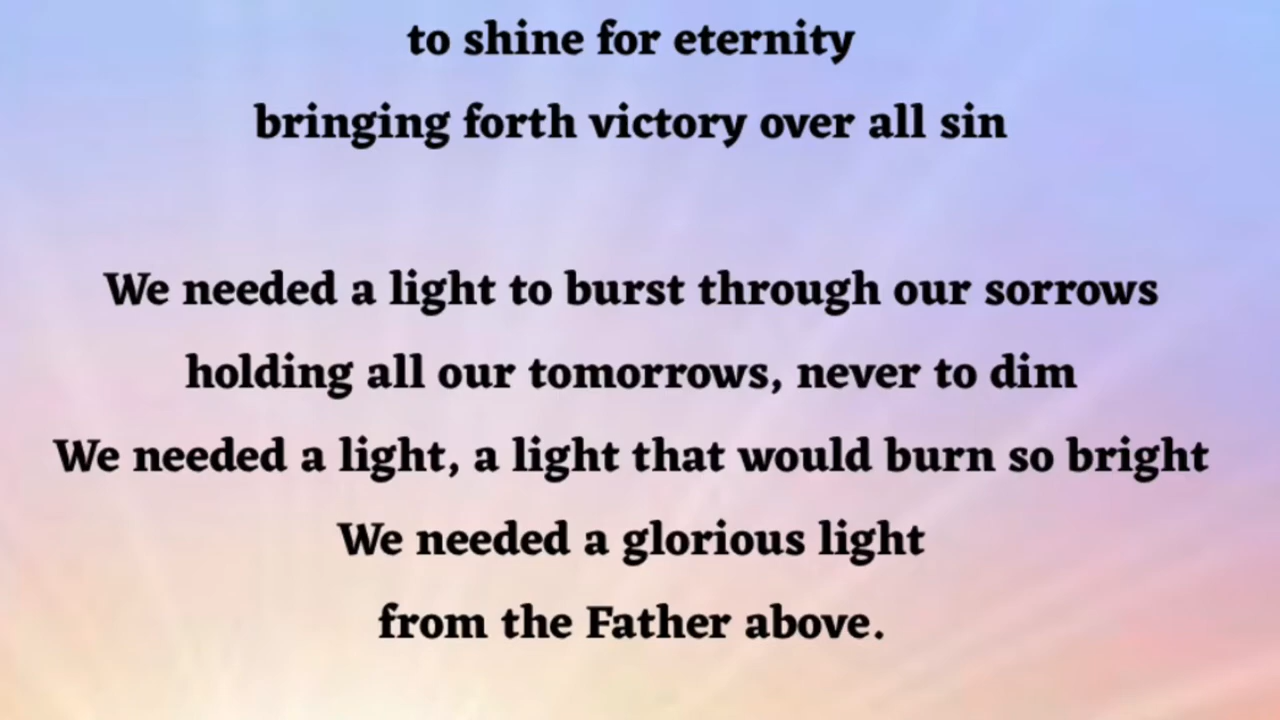 to shine for eternity
bringing forth victory over all sin
We needed a light to burst through our sorrows
holding all our tomorrows, never to dim
We needed a light, a light that would burn so bright
We needed a glorious light
from the Father above.